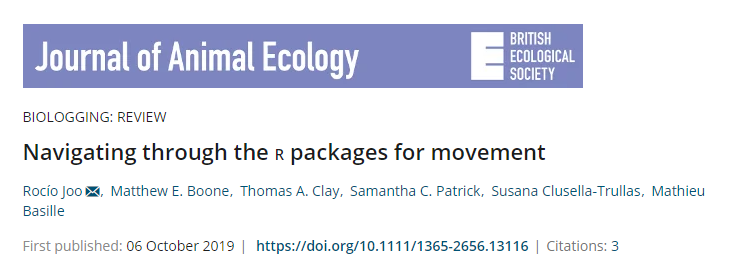 Journal of Animal Ecology
BRITISH
ECOLOGICAL
SOCIETY
BIOLOGGING: REVIEW
Navigating through the R packages for movement
Rocío Joo, Matthew E. Boone, Thomas A. Clay, Samantha C. Patrick, Susana Clusella-Trullas, Mathieu
Basille
First published: 06 October 2019 | https://doi.org/10.1111/1365-2656.13116 | Citations: 3